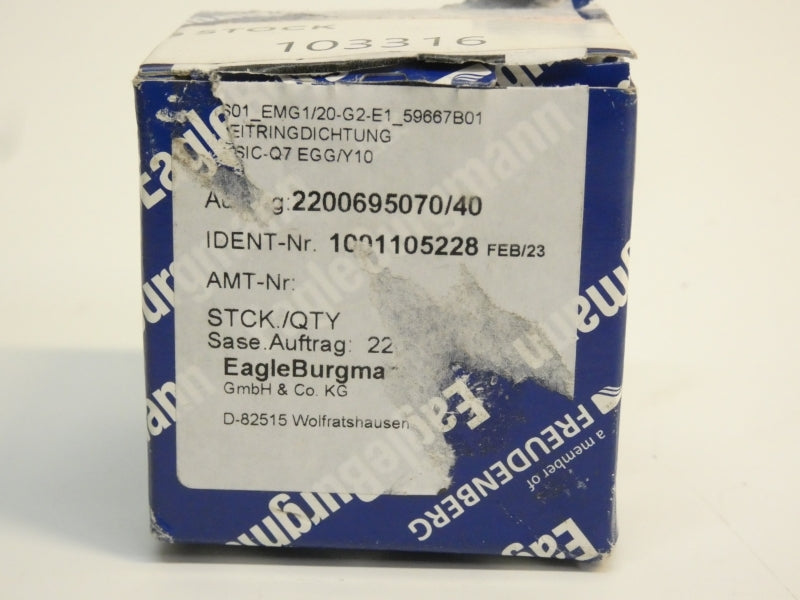 STOCK
103316
S01_EMG1/20-G2-E1_59667B01
EITRINGDICHTUNG
SIC-Q7 EGG/Y10
2200695070/40
IDENT-Nr. 1001105228 FEB/23
AMT-Nr:
STCK./QTY
Sase.Auftrag: 22
EagleBurgma
GmbH & Co. KG
D-82515 Wolfratshausen
EagleBurgmann
a member of
FREUDENBERG